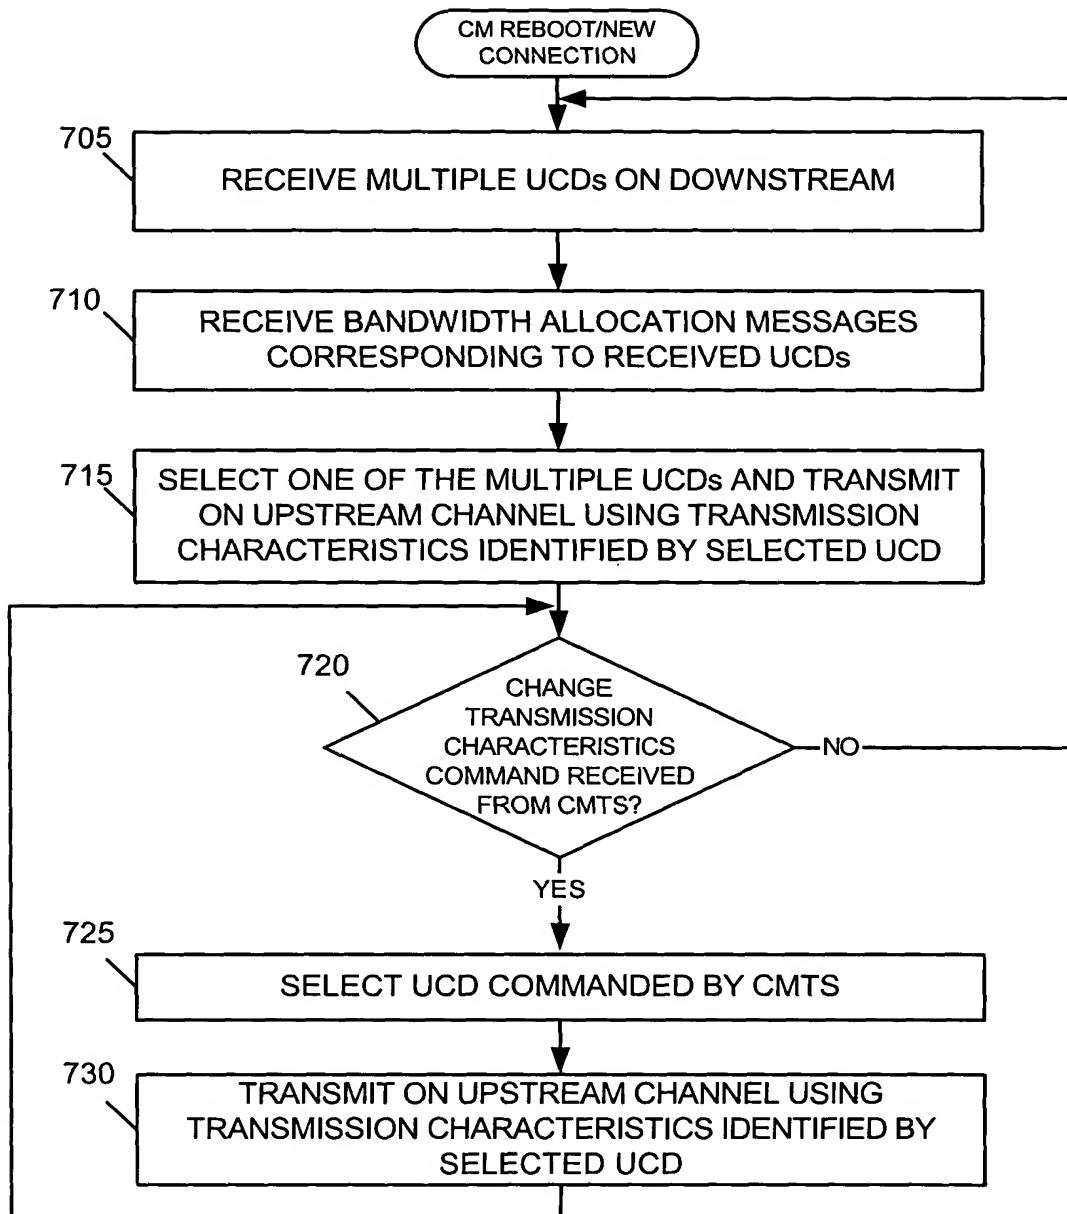 CM REBOOT/NEW
CONNECTION
705
RECEIVE MULTIPLE UCDs ON DOWNSTREAM
710
RECEIVE BANDWIDTH ALLOCATION MESSAGES
CORRESPONDING TO RECEIVED UCDs
715
SELECT ONE OF THE MULTIPLE UCDs AND TRANSMIT
ON UPSTREAM CHANNEL USING TRANSMISSION
CHARACTERISTICS IDENTIFIED BY SELECTED UCD
720
CHANGE
TRANSMISSION
CHARACTERISTICS
COMMAND RECEIVED
FROM CMTS?
NO
YES
725
SELECT UCD COMMANDED BY CMTS
730
TRANSMIT ON UPSTREAM CHANNEL USING
TRANSMISSION CHARACTERISTICS IDENTIFIED BY
SELECTED UCD